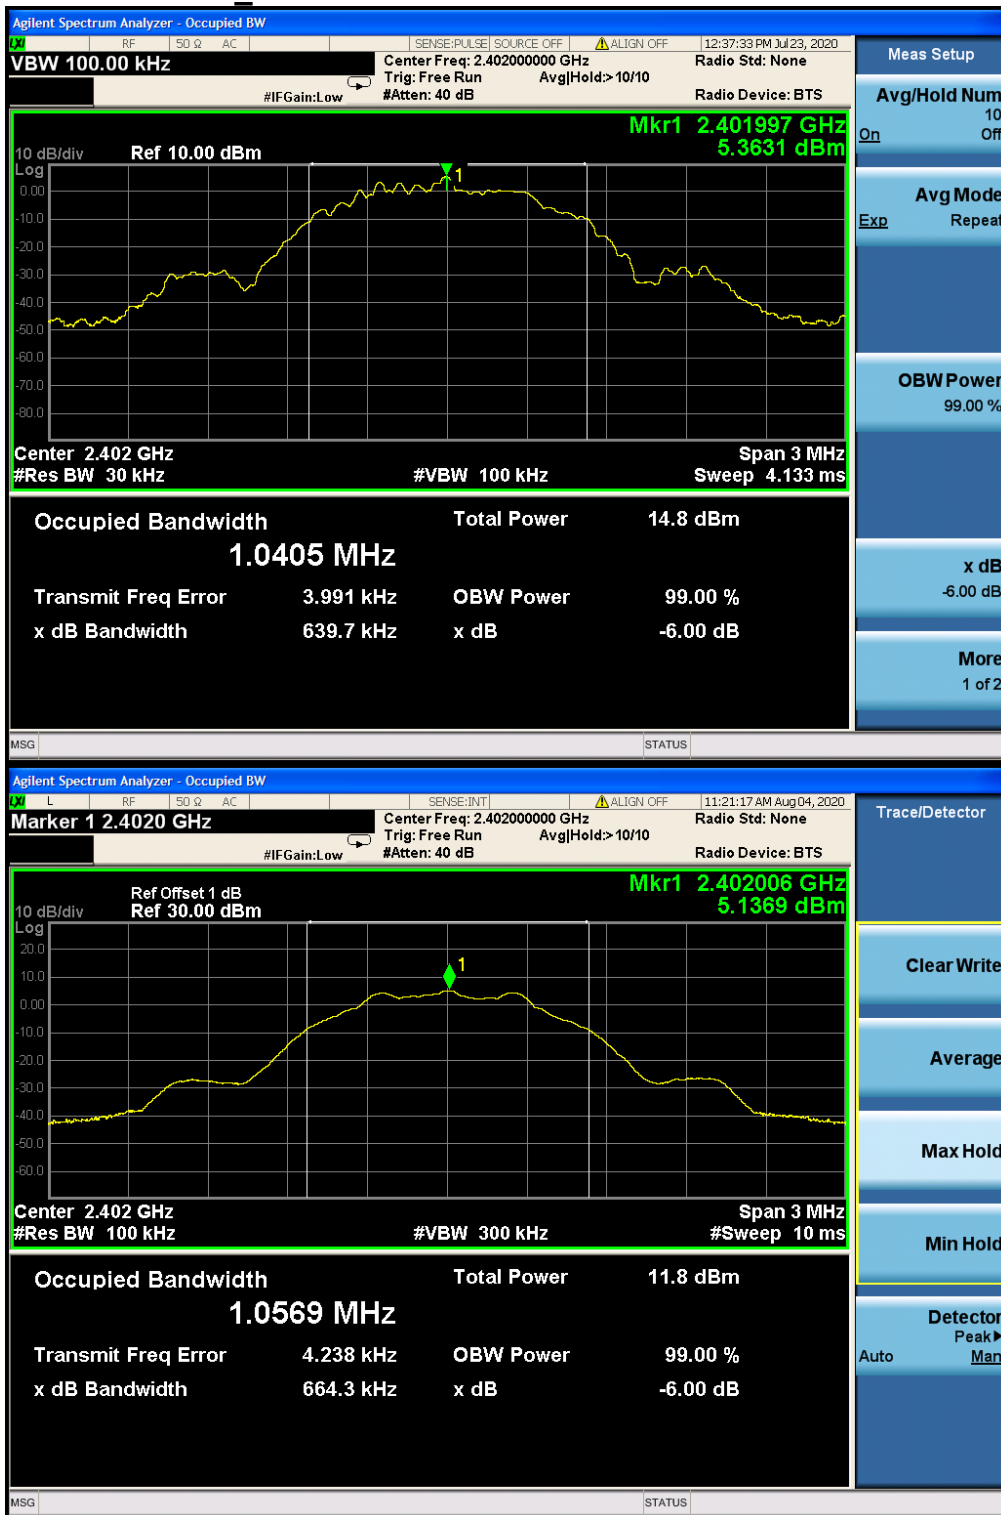 Agilent Spectrum Analyzer - Occupied BW
LXI RF 50 Ω AC SENSE:PULSE SOURCE OFF ALIGN OFF 12:37:33 PM Jul 23, 2020
VBW 100.00 kHz Center Freq: 2.402000000 GHz Radio Std: None
Trig: Free Run Avg|Hold:> 10/10
#IFGain:Low #Atten: 40 dB Radio Device: BTS
Mkr1 2.401997 GHz
5.3631 dBm
10 dB/div Ref 10.00 dBm
Log
1
0.00
-10.0
-20.0
-30.0
-40.0
-50.0
-60.0
-70.0
-80.0
Center 2.402 GHz Span 3 MHz
#Res BW 30 kHz #VBW 100 kHz Sweep 4.133 ms
Occupied Bandwidth Total Power 14.8 dBm
1.0405 MHz
Transmit Freq Error 3.991 kHz OBW Power 99.00 %
x dB Bandwidth 639.7 kHz x dB -6.00 dB
MSG STATUS
Meas Setup
Avg/Hold Num
10
On Off
Avg Mode
Exp Repeat
OBW Power
99.00 %
x dB
-6.00 dB
More
1 of 2
Agilent Spectrum Analyzer - Occupied BW
LXI L RF 50 Ω AC SENSE:INT ALIGN OFF 11:21:17 AM Aug 04, 2020
Marker 1 2.4020 GHz Center Freq: 2.402000000 GHz Radio Std: None
Trig: Free Run Avg|Hold:> 10/10
#IFGain:Low #Atten: 40 dB Radio Device: BTS
Mkr1 2.402006 GHz
5.1369 dBm
Ref Offset 1 dB
10 dB/div Ref 30.00 dBm
Log
20.0
1
10.0
0.00
-10.0
-20.0
-30.0
-40.0
-50.0
-60.0
Center 2.402 GHz Span 3 MHz
#Res BW 100 kHz #VBW 300 kHz #Sweep 10 ms
Occupied Bandwidth Total Power 11.8 dBm
1.0569 MHz
Transmit Freq Error 4.238 kHz OBW Power 99.00 %
x dB Bandwidth 664.3 kHz x dB -6.00 dB
MSG STATUS
Trace/Detector
Clear Write
Average
Max Hold
Min Hold
Detector
Peak
Auto Man